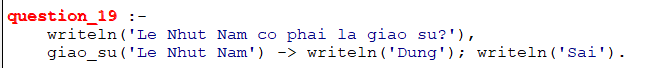 question_19 :-
    writeln('Le Nhut Nam co phai la giao su?'),
    giao_su('Le Nhut Nam') -> writeln('Dung'); writeln('Sai').